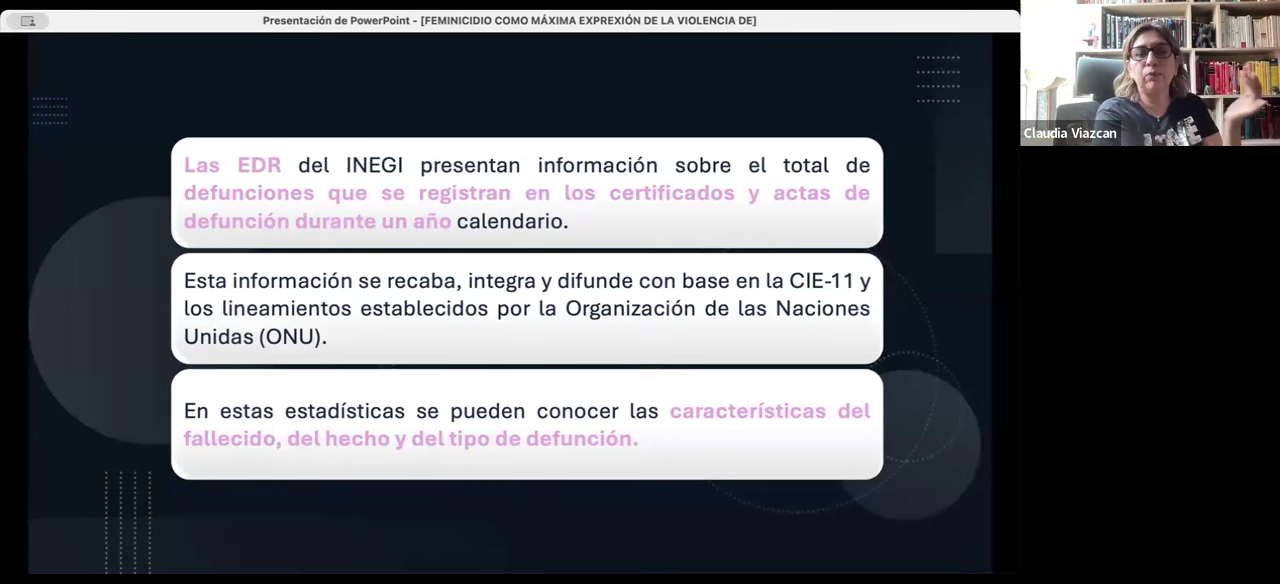 Presentación de PowerPoint - [FEMINICIDIO COMO MÁXIMA EXPREXIÓN DE LA VIOLENCIA DE]
Las EDR del INEGI presentan información sobre el total de
defunciones que se registran en los certificados y actas de
defunción durante un año calendario.
Esta información se recaba, integra y difunde con base en la CIE-11 y
los lineamientos establecidos por la Organización de las Naciones
Unidas (ONU).
En estas estadísticas se pueden conocer las características del
fallecido, del hecho y del tipo de defunción.
Claudia Viazcan